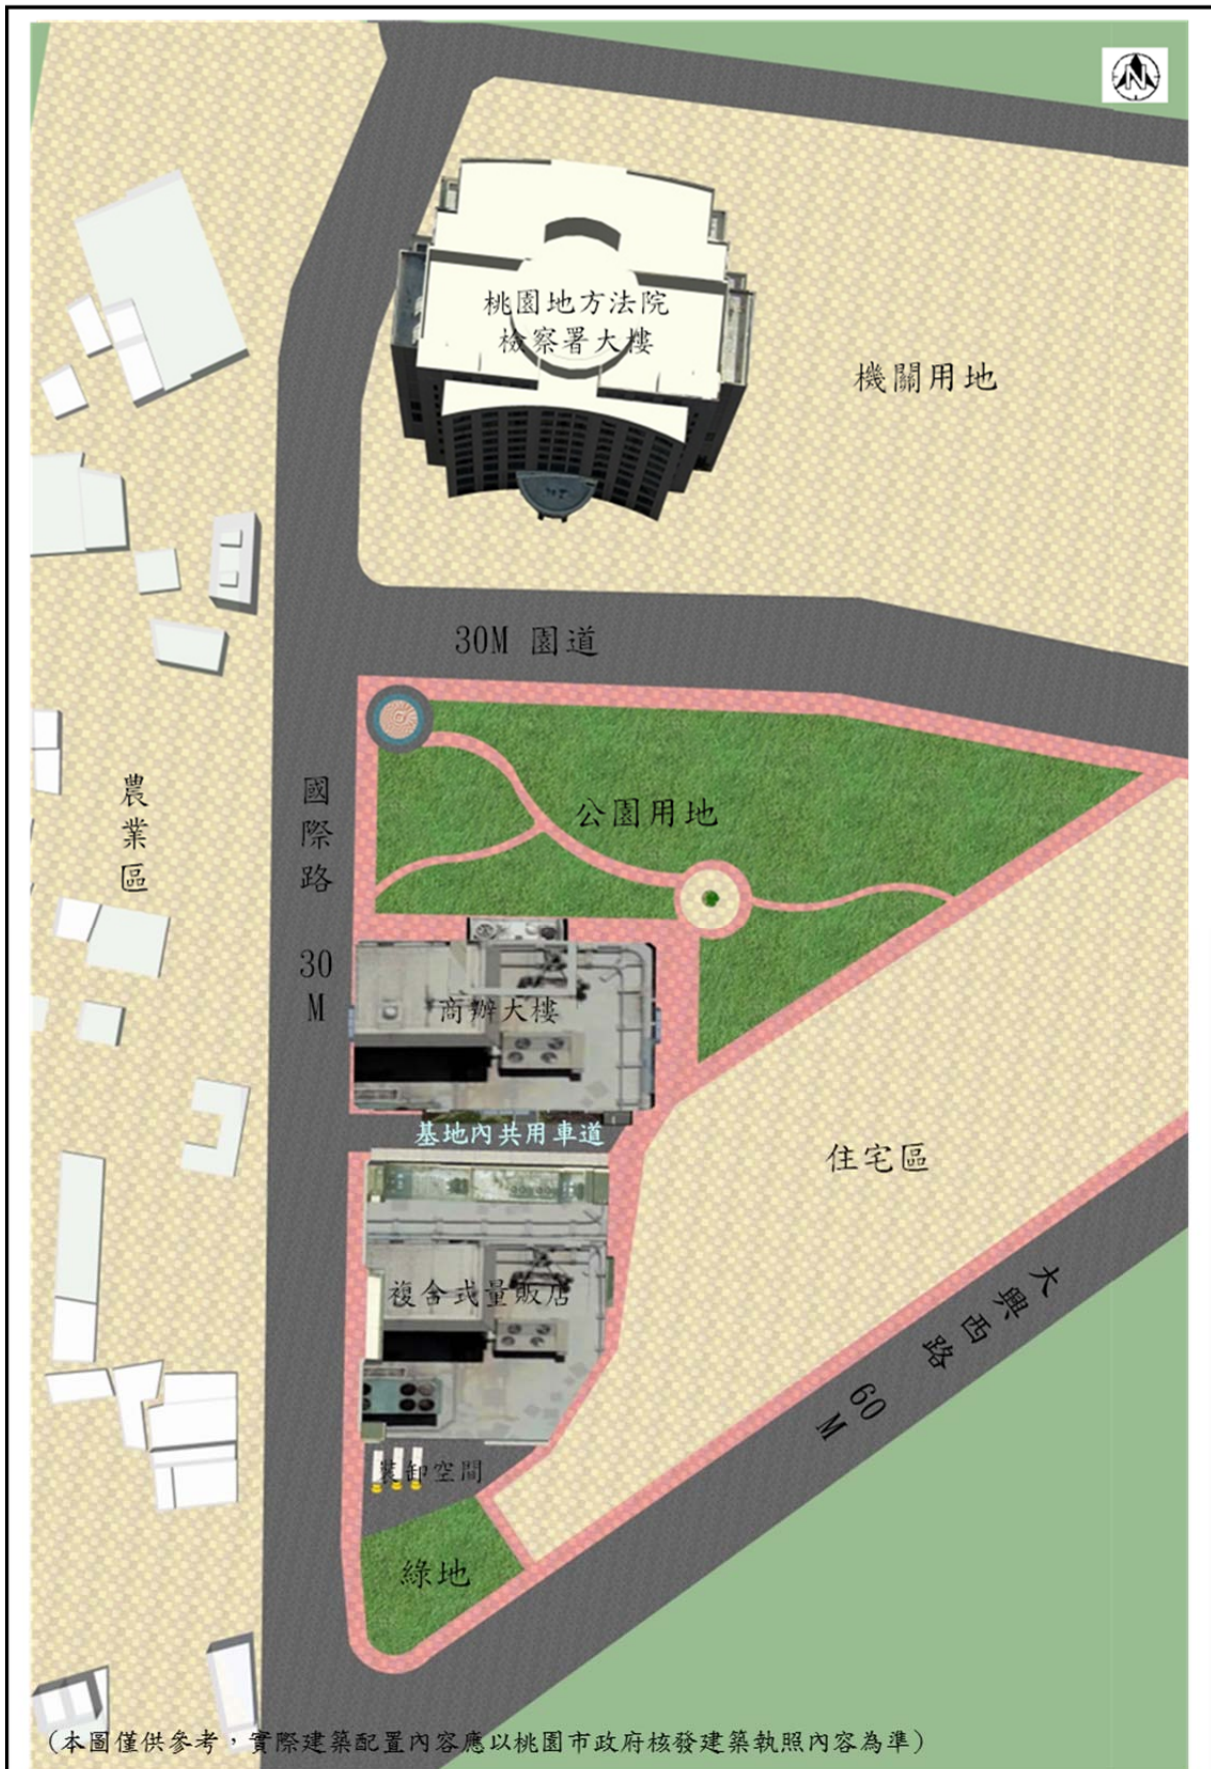 N
桃園地方法院
檢察署大樓
機關用地
30M 園道
農業區
國際路
30
M
公園用地
商辦大樓
基地內共用車道
住宅區
複合式量販店
大興西路
60
M
裝卸空間
綠地
(本圖僅供參考，實際建築配置內容應以桃園市政府核發建築執照內容為準)